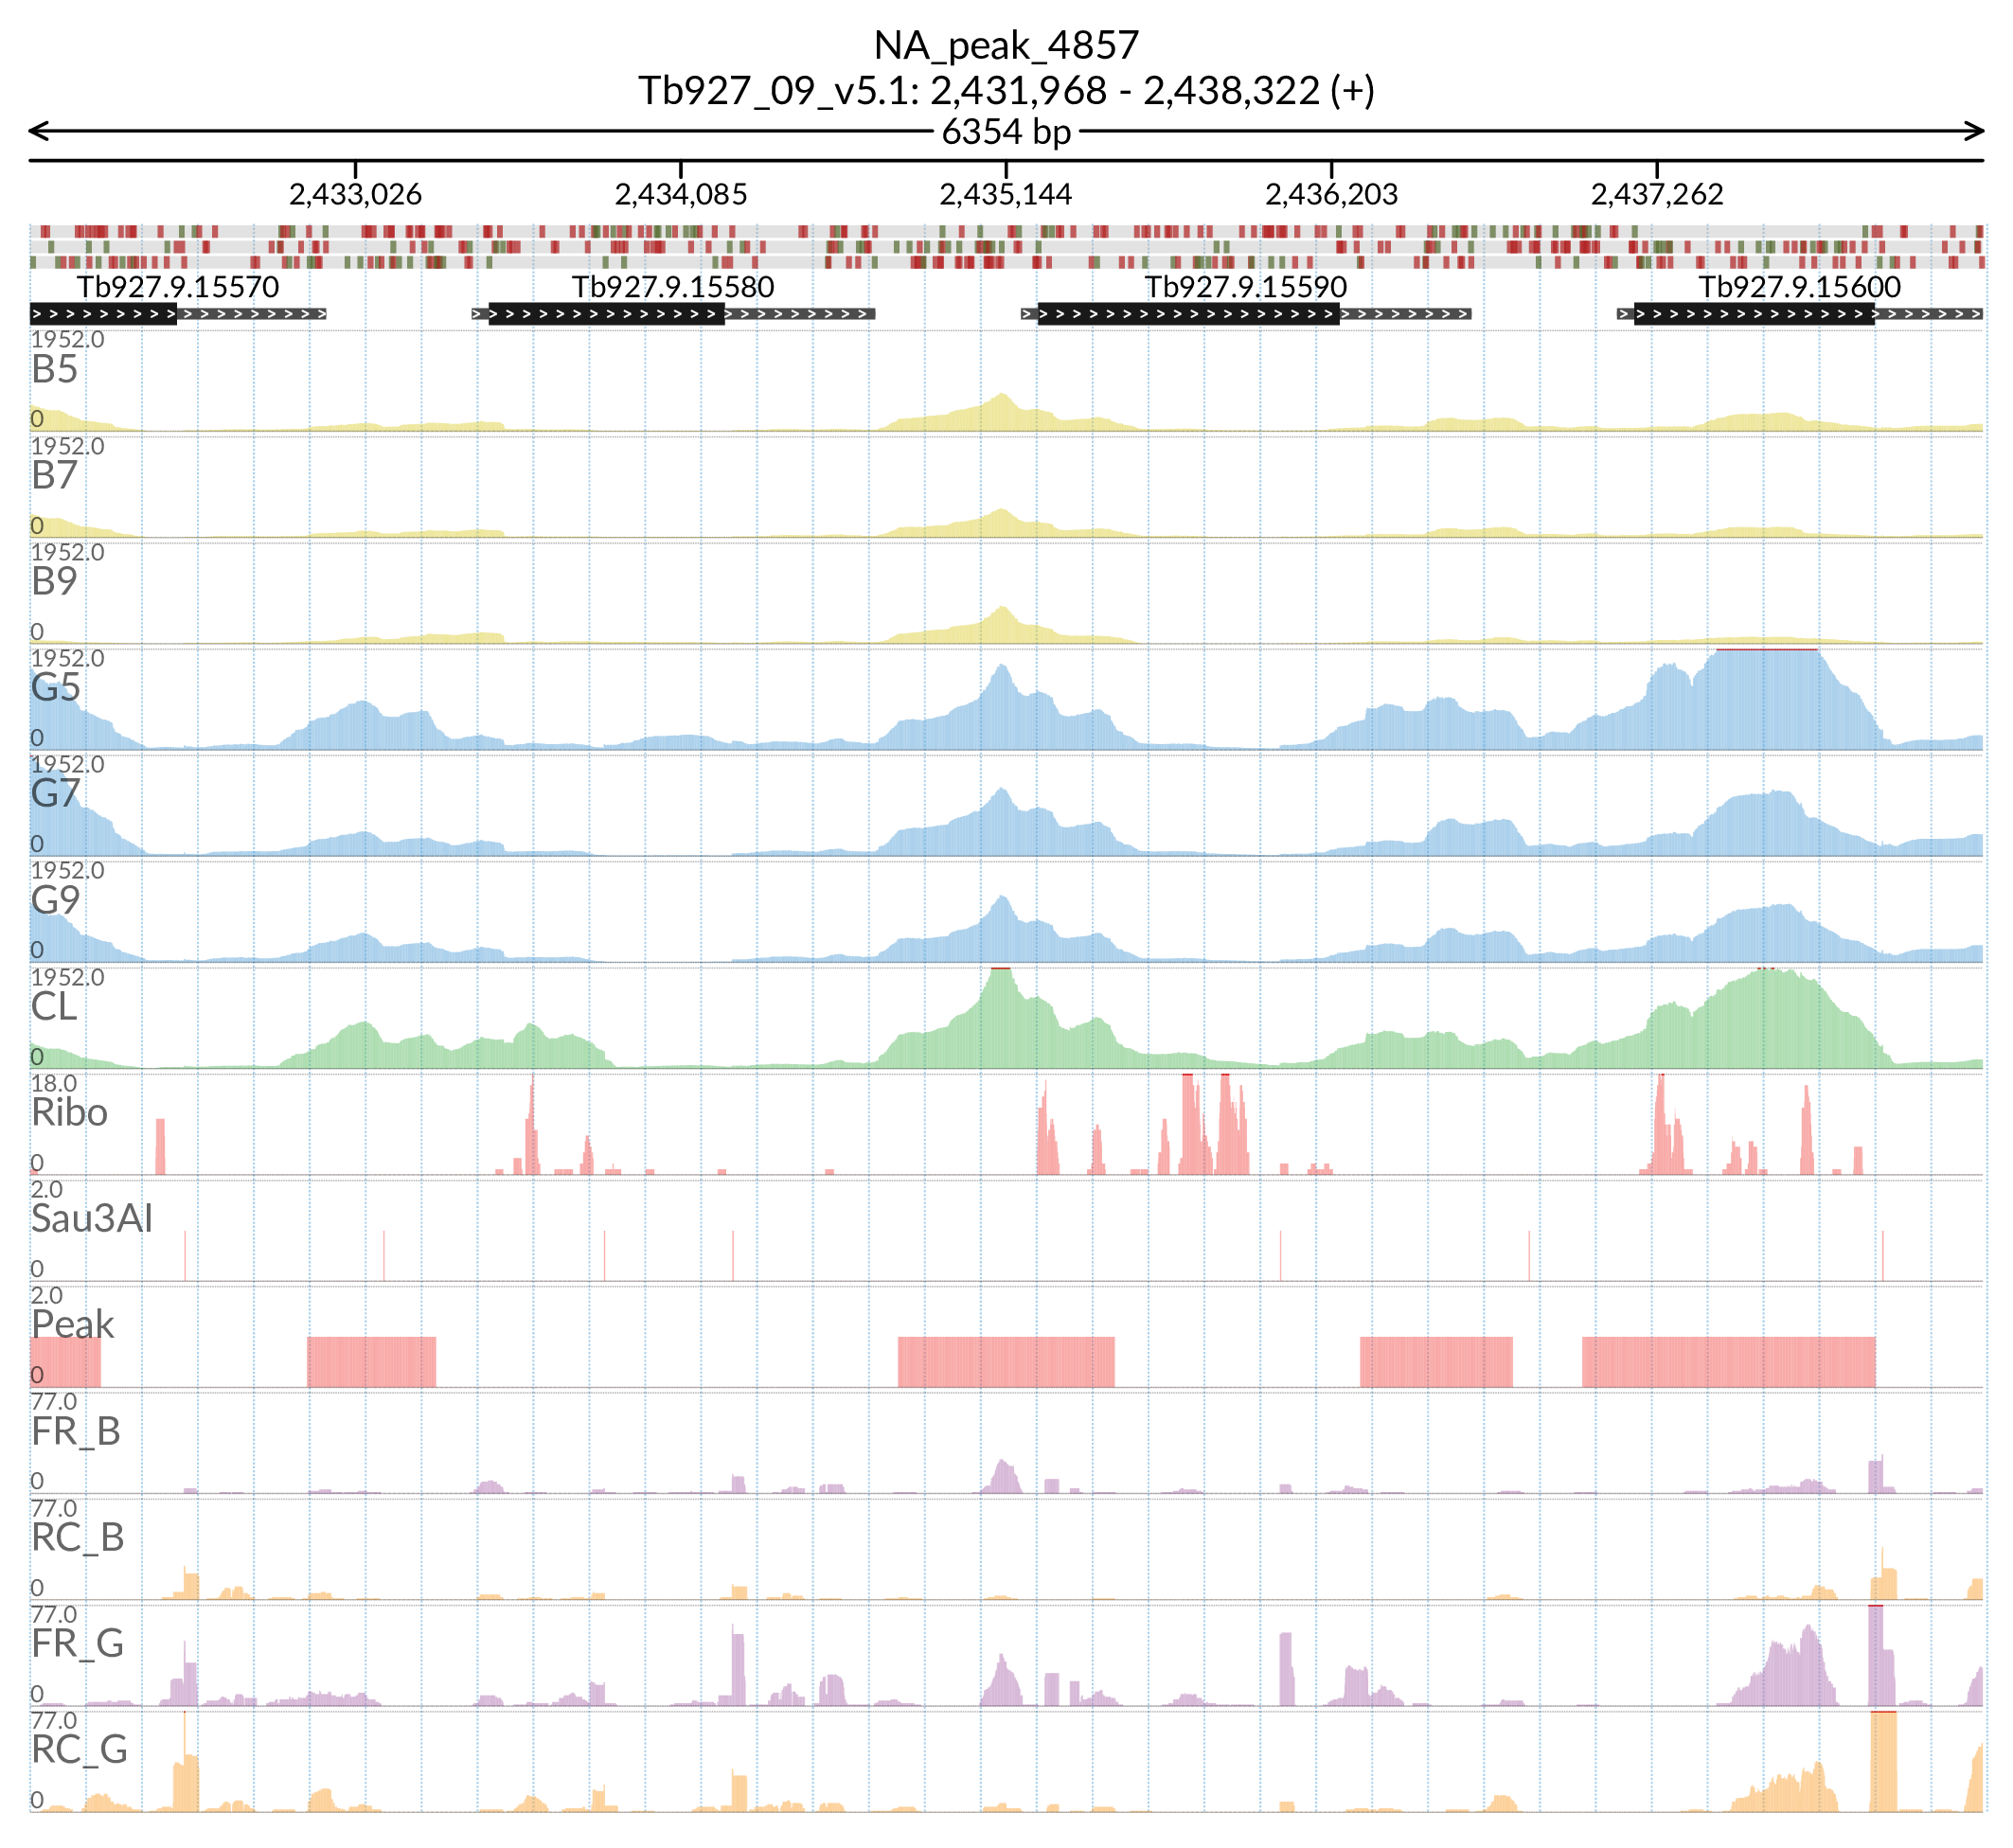 NA_peak_4857
Tb927_09_v5.1: 2,431,968 - 2,438,322 (+)
6354 bp
2,433,026 2,434,085 2,435,144 2,436,203 2,437,262
Tb927.9.15570 Tb927.9.15580 Tb927.9.15590 Tb927.9.15600
1952.0
B5
0
1952.0
B7
0
1952.0
B9
0
1952.0
G5
0
1952.0
G7
0
1952.0
G9
0
1952.0
CL
0
18.0
Ribo
0
2.0
Sau3AI
0
2.0
Peak
0
77.0
FR_B
0
77.0
RC_B
0
77.0
FR_G
0
77.0
RC_G
0